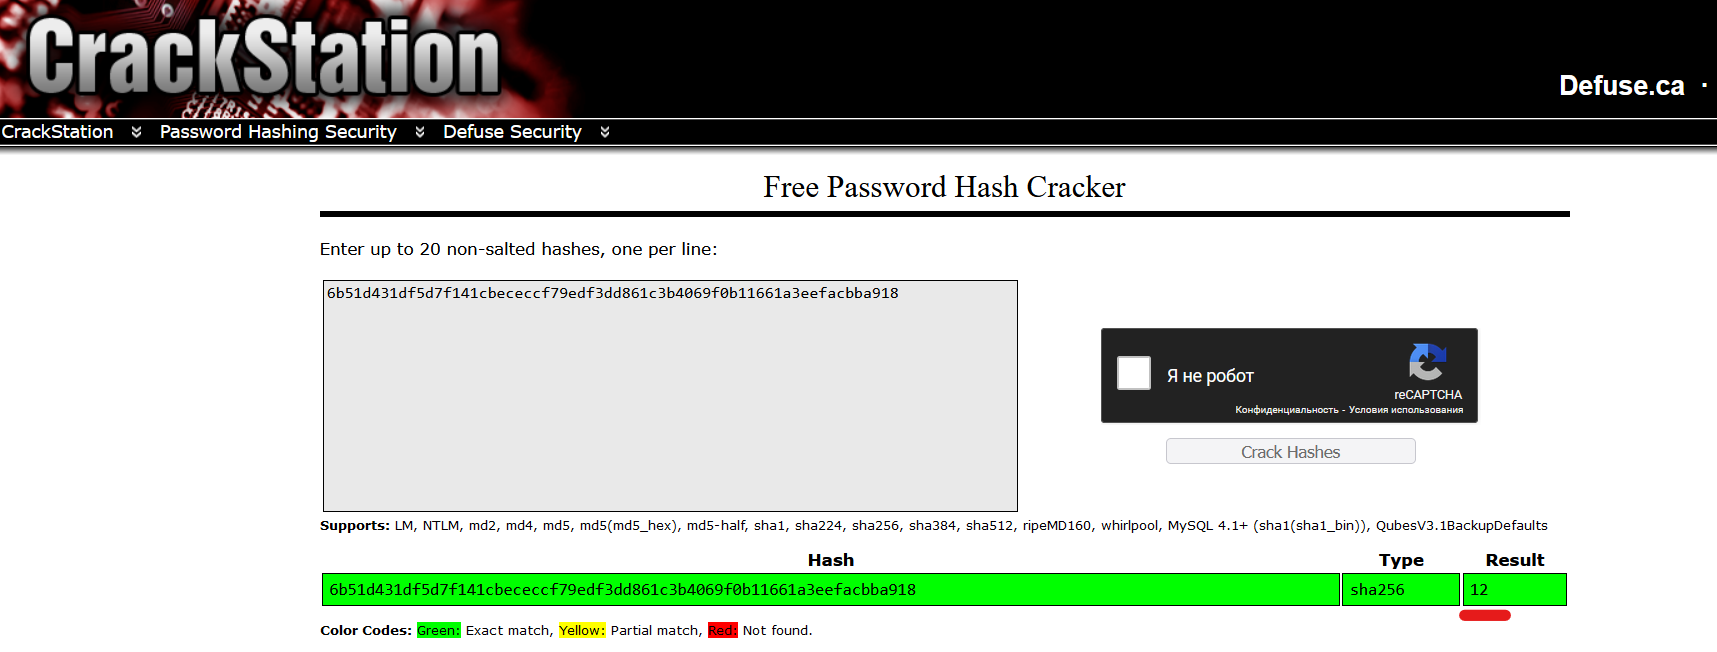 CrackStation
Defuse.ca ·
CrackStation Password Hashing Security Defuse Security
Free Password Hash Cracker
Enter up to 20 non-salted hashes, one per line:
6b51d431df5d7f141cbececcf79edf3dd861c3b4069f0b11661a3eefacbba918
Я не робот
reCAPTCHA
Конфиденциальность - Условия использования
Crack Hashes
Supports: LM, NTLM, md2, md4, md5, md5(md5_hex), md5-half, sha1, sha224, sha256, sha384, sha512, ripeMD160, whirlpool, MySQL 4.1+ (sha1(sha1_bin)), QubesV3.1BackupDefaults
Hash Type Result
6b51d431df5d7f141cbececcf79edf3dd861c3b4069f0b11661a3eefacbba918 sha256 12
Color Codes: Green: Exact match, Yellow: Partial match, Red: Not found.